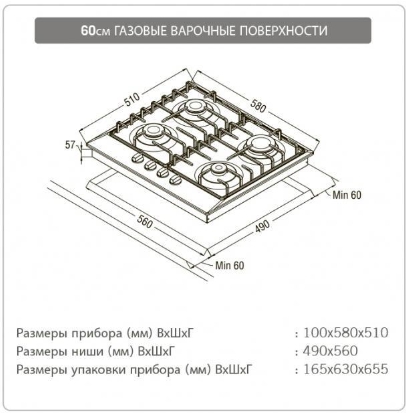 60см ГАЗОВЫЕ ВАРОЧНЫЕ ПОВЕРХНОСТИ
510
580
57
560
490
Min 60
Min 60
Размеры прибора (мм) ВхШхГ : 100x580x510
Размеры ниши (мм) ВхШхГ : 490x560
Размеры упаковки прибора (мм) ВхШхГ : 165x630x655